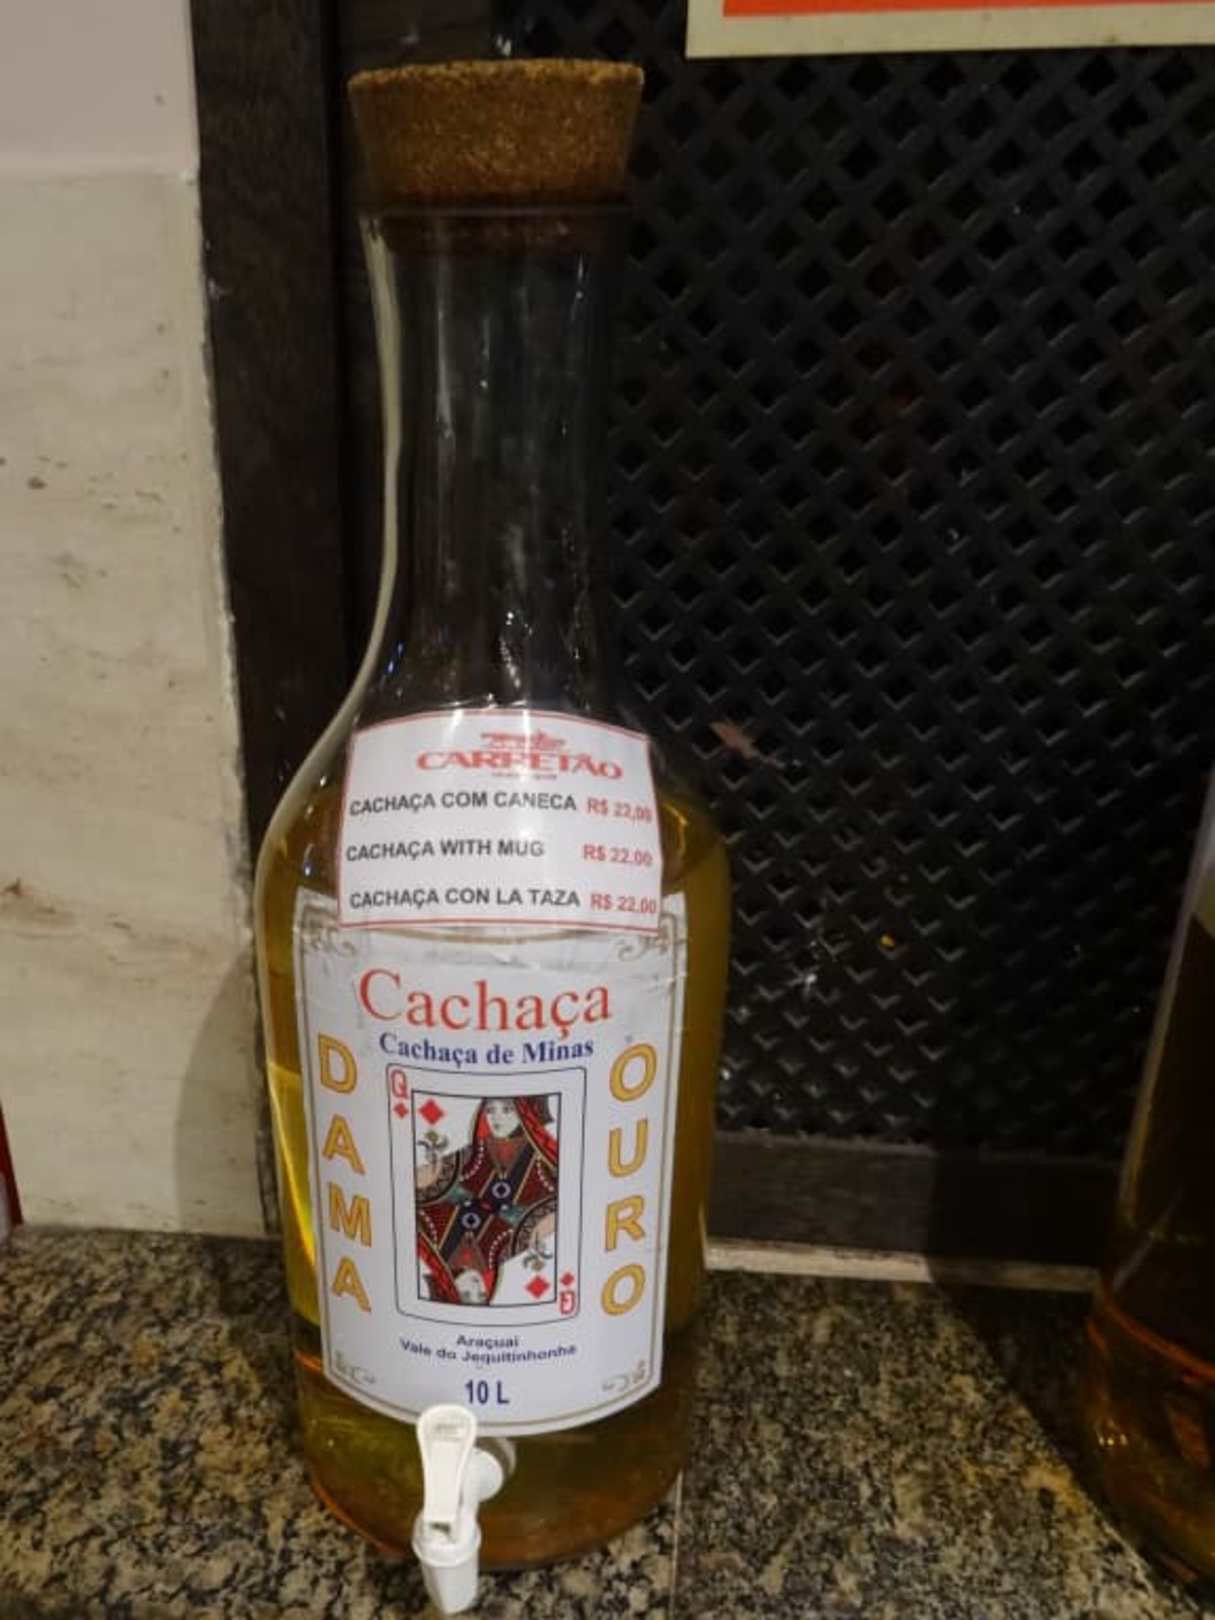 CARRETÃO
CACHAÇA COM CANECA R$ 22,00
CACHAÇA WITH MUG R$ 22.00
CACHAÇA CON LA TAZA R$ 22.00
Cachaça
Cachaça de Minas
DAMA
OURO
Q
Q
Araçuai
Vale do Jequitinhonha
10 L